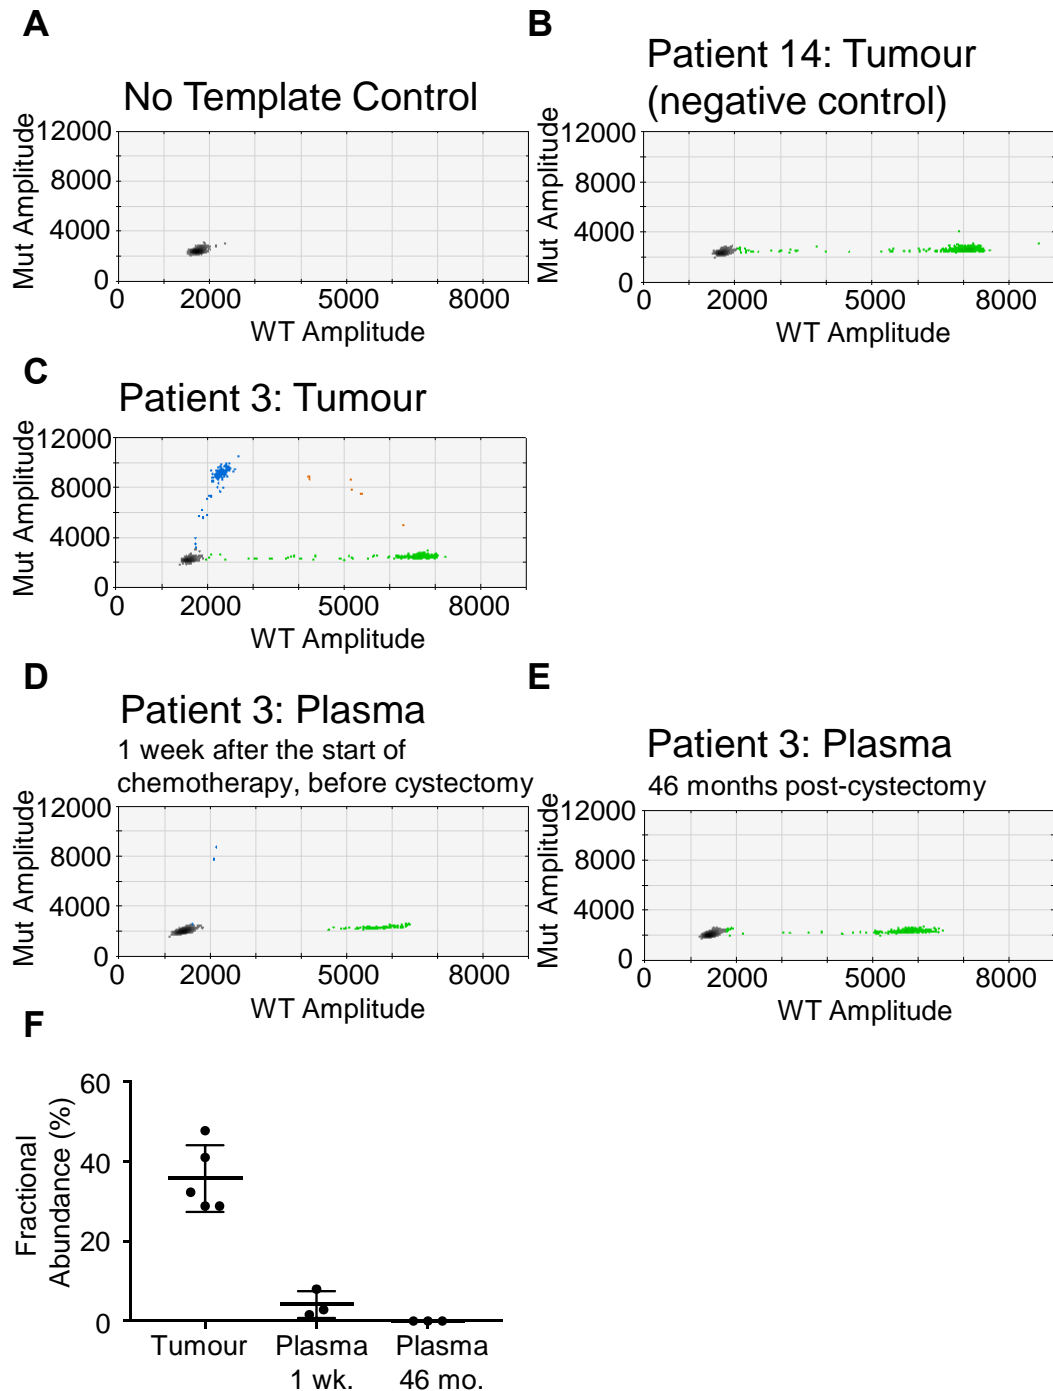 A
No Template Control
Mut Amplitude
12000
8000
4000
0
0 2000 5000 8000
WT Amplitude
B
Patient 14: Tumour
(negative control)
Mut Amplitude
12000
8000
4000
0
0 2000 5000 8000
WT Amplitude
C
Patient 3: Tumour
Mut Amplitude
12000
8000
4000
0
0 2000 5000 8000
WT Amplitude
D
Patient 3: Plasma
1 week after the start of
chemotherapy, before cystectomy
Mut Amplitude
12000
8000
4000
0
0 2000 5000 8000
WT Amplitude
E
Patient 3: Plasma
46 months post-cystectomy
Mut Amplitude
12000
8000
4000
0
0 2000 5000 8000
WT Amplitude
F
Fractional
Abundance (%)
60
40
20
0
Tumour Plasma Plasma
1 wk. 46 mo.